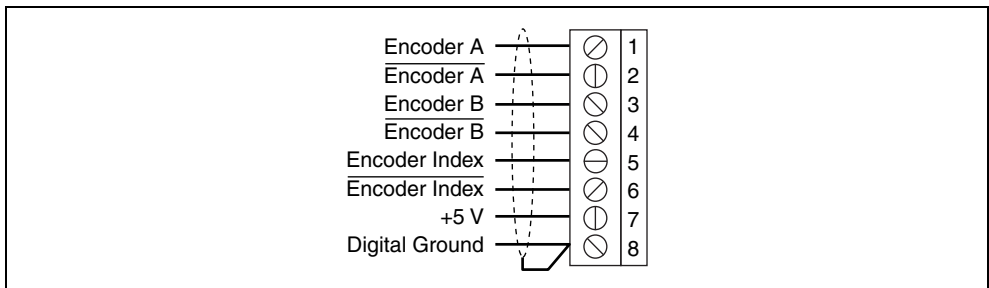 Encoder A 1
Encoder A 2
Encoder B 3
Encoder B 4
Encoder Index 5
Encoder Index 6
+5 V 7
Digital Ground 8